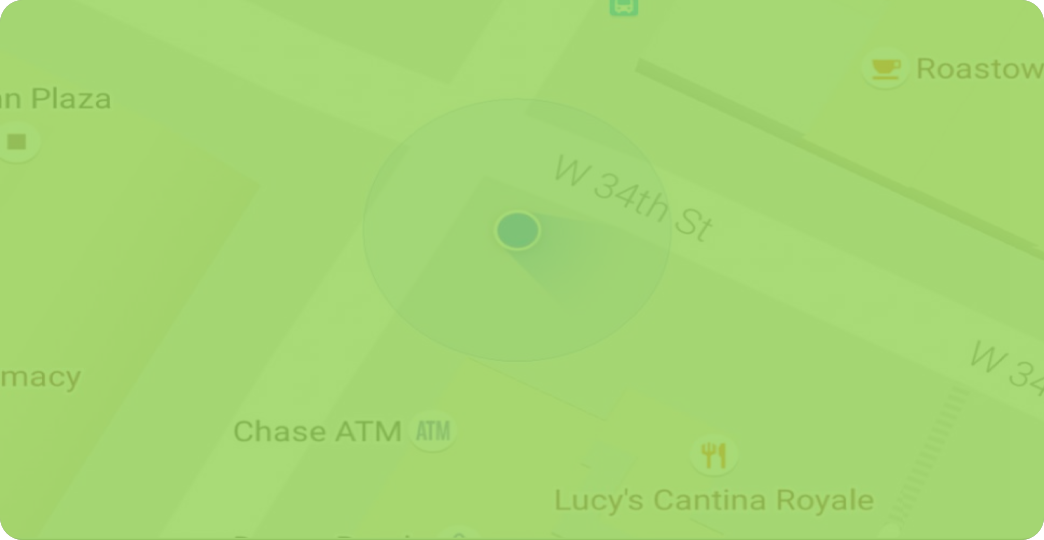 Roastow
n Plaza
W 34th St
W 34
macy
Chase ATM ATM
Lucy's Cantina Royale